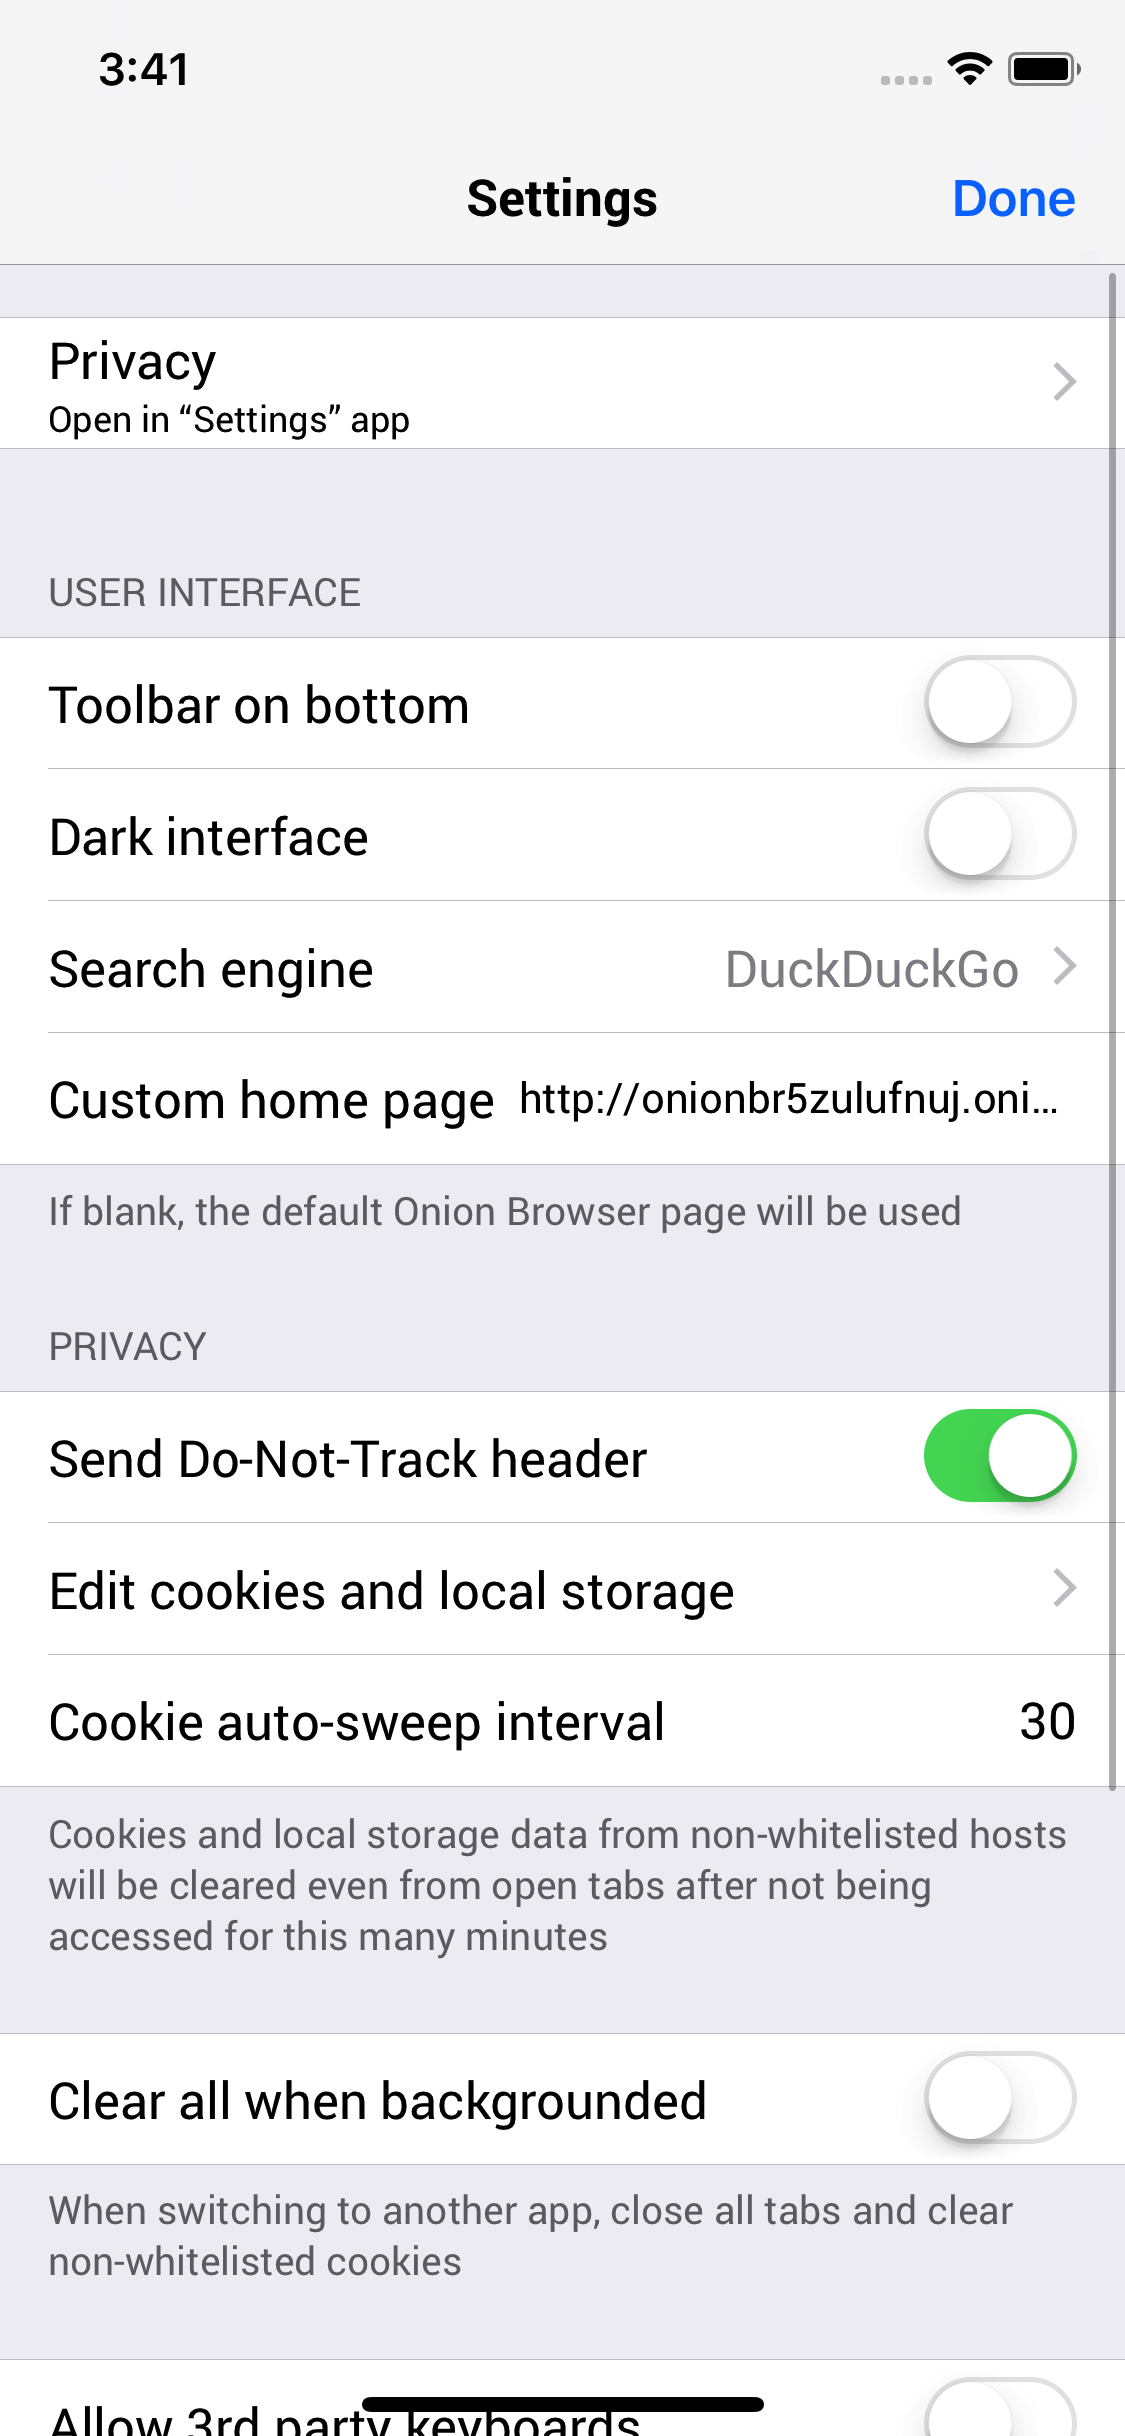 3:41
Settings
Done
Privacy
Open in “Settings” app
USER INTERFACE
Toolbar on bottom
Dark interface
Search engine DuckDuckGo
Custom home page http://onionbr5zulufnuj.oni...
If blank, the default Onion Browser page will be used
PRIVACY
Send Do-Not-Track header
Edit cookies and local storage
Cookie auto-sweep interval 30
Cookies and local storage data from non-whitelisted hosts
will be cleared even from open tabs after not being
accessed for this many minutes
Clear all when backgrounded
When switching to another app, close all tabs and clear
non-whitelisted cookies
Allow 3rd party keyboards